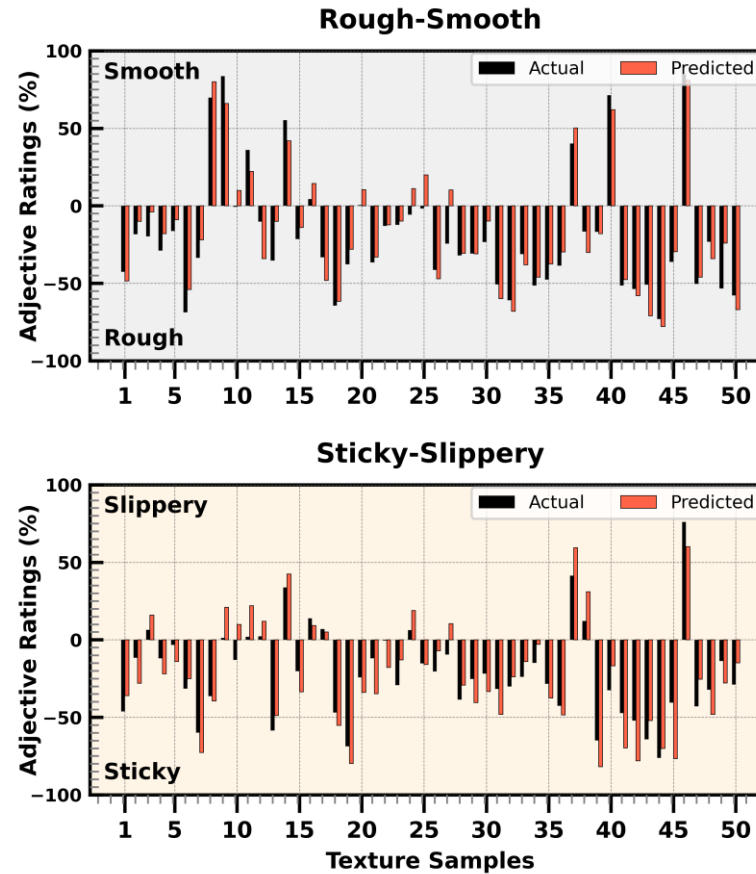 Rough-Smooth
Adjective Ratings (%)
100
50
0
−50
−100
Smooth
Rough
Actual Predicted
1 5 10 15 20 25 30 35 40 45 50
Sticky-Slippery
Adjective Ratings (%)
100
50
0
−50
−100
Slippery
Sticky
Actual Predicted
1 5 10 15 20 25 30 35 40 45 50
Texture Samples